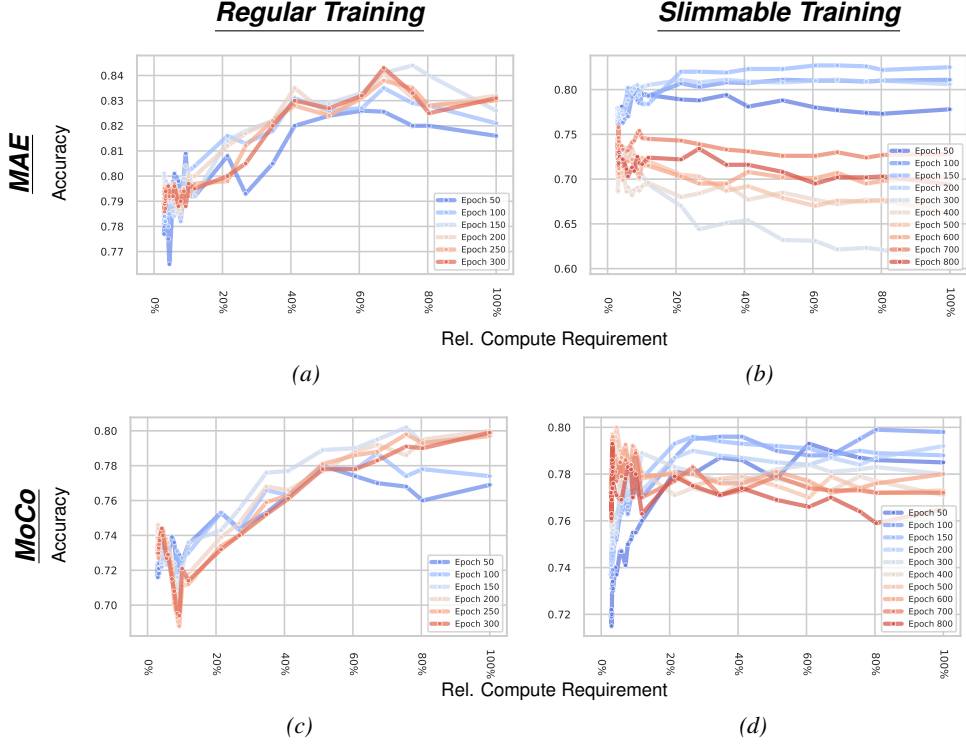 Regular Training
Slimmable Training
MAE
Accuracy
0.84
0.83
0.82
0.81
0.80
0.79
0.78
0.77
Epoch 50
Epoch 100
Epoch 150
Epoch 200
Epoch 250
Epoch 300
0%
20%
40%
60%
80%
100%
0.80
0.75
0.70
0.65
0.60
Epoch 50
Epoch 100
Epoch 150
Epoch 200
Epoch 300
Epoch 400
Epoch 500
Epoch 600
Epoch 700
Epoch 800
0%
20%
40%
60%
80%
100%
Rel. Compute Requirement
(a)
(b)
MoCo
Accuracy
0.80
0.78
0.76
0.74
0.72
0.70
Epoch 50
Epoch 100
Epoch 150
Epoch 200
Epoch 250
Epoch 300
0%
20%
40%
60%
80%
100%
0.80
0.78
0.76
0.74
0.72
Epoch 50
Epoch 100
Epoch 150
Epoch 200
Epoch 300
Epoch 400
Epoch 500
Epoch 600
Epoch 700
Epoch 800
0%
20%
40%
60%
80%
100%
Rel. Compute Requirement
(c)
(d)